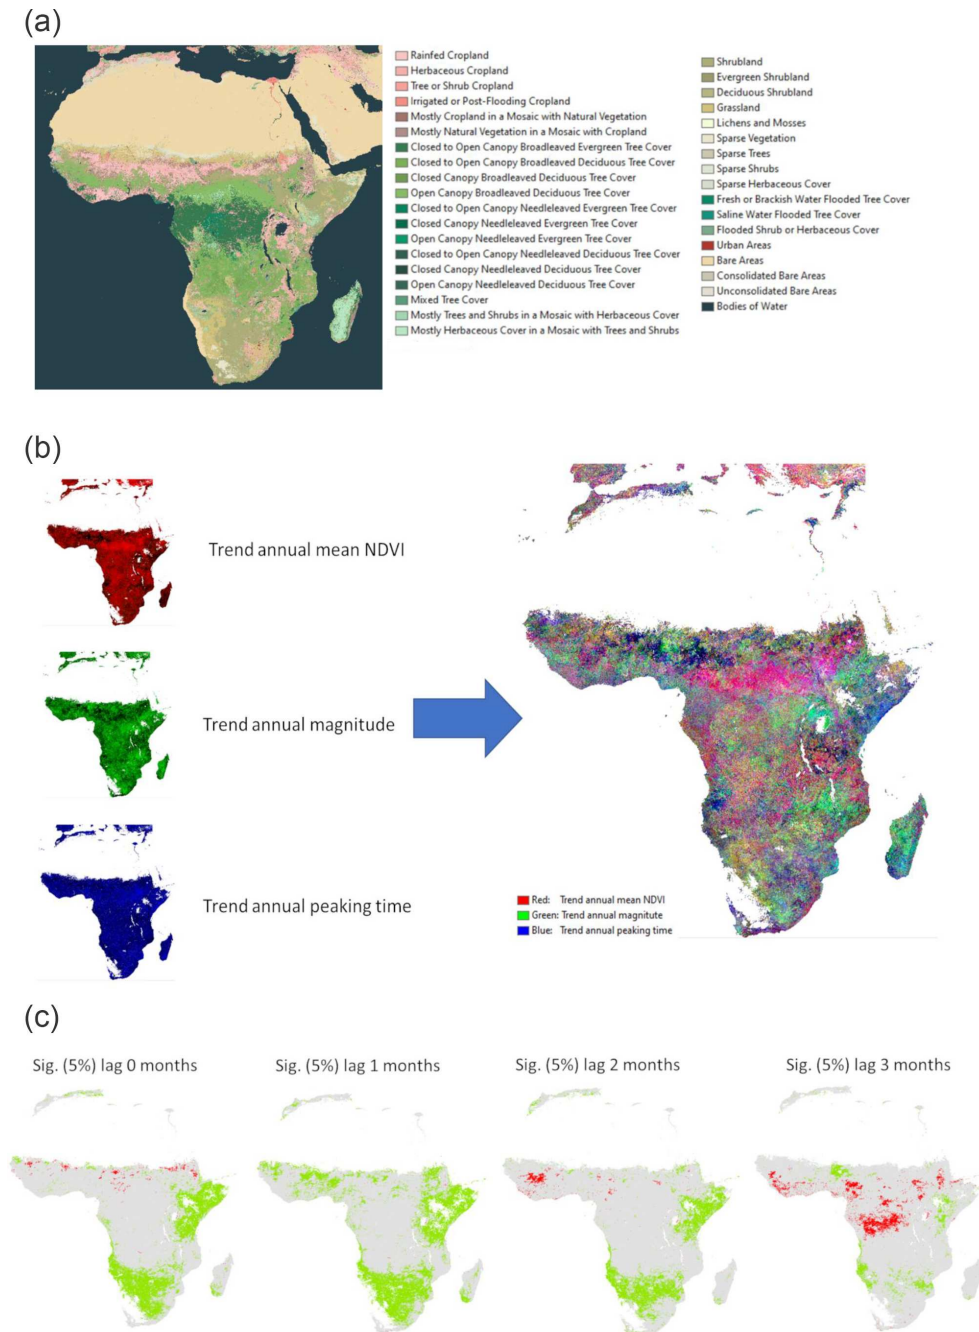 (a)
Rainfed Cropland
Herbaceous Cropland
Tree or Shrub Cropland
Irrigated or Post-Flooding Cropland
Mostly Cropland in a Mosaic with Natural Vegetation
Mostly Natural Vegetation in a Mosaic with Cropland
Closed to Open Canopy Broadleaved Evergreen Tree Cover
Closed to Open Canopy Broadleaved Deciduous Tree Cover
Closed Canopy Broadleaved Deciduous Tree Cover
Open Canopy Broadleaved Deciduous Tree Cover
Closed to Open Canopy Needleleaved Evergreen Tree Cover
Closed Canopy Needleleaved Evergreen Tree Cover
Open Canopy Needleleaved Evergreen Tree Cover
Closed to Open Canopy Needleleaved Deciduous Tree Cover
Closed Canopy Needleleaved Deciduous Tree Cover
Open Canopy Needleleaved Deciduous Tree Cover
Mixed Tree Cover
Mostly Trees and Shrubs in a Mosaic with Herbaceous Cover
Mostly Herbaceous Cover in a Mosaic with Trees and Shrubs
Shrubland
Evergreen Shrubland
Deciduous Shrubland
Grassland
Lichens and Mosses
Sparse Vegetation
Sparse Trees
Sparse Shrubs
Sparse Herbaceous Cover
Fresh or Brackish Water Flooded Tree Cover
Saline Water Flooded Tree Cover
Flooded Shrub or Herbaceous Cover
Urban Areas
Bare Areas
Consolidated Bare Areas
Unconsolidated Bare Areas
Bodies of Water
(b)
Trend annual mean NDVI
Trend annual magnitude
Trend annual peaking time
Red: Trend annual mean NDVI
Green: Trend annual magnitute
Blue: Trend annual peaking time
(c)
Sig. (5%) lag 0 months
Sig. (5%) lag 1 months
Sig. (5%) lag 2 months
Sig. (5%) lag 3 months